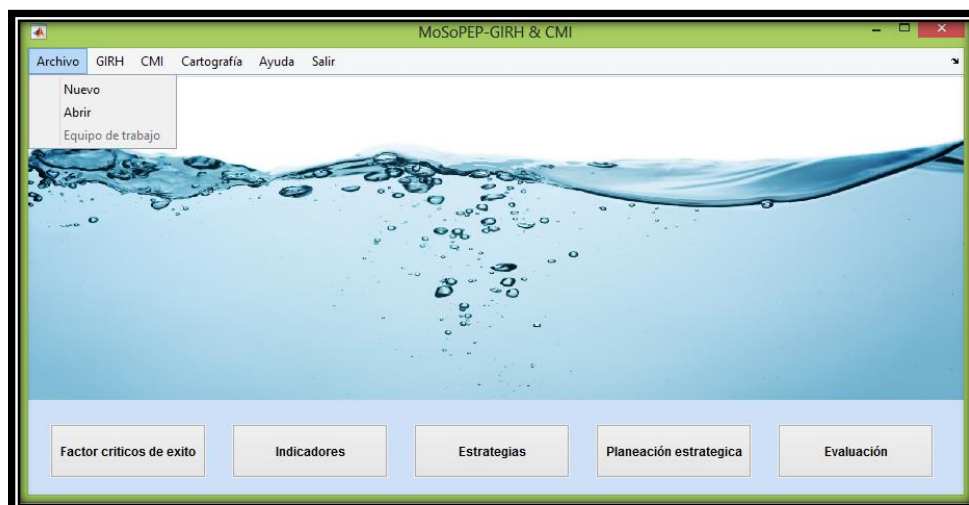 MoSoPEP-GIRH & CMI
Archivo GIRH CMI Cartografía Ayuda Salir
Nuevo
Abrir
Equipo de trabajo
Factor criticos de exito Indicadores Estrategias Planeación estrategica Evaluación